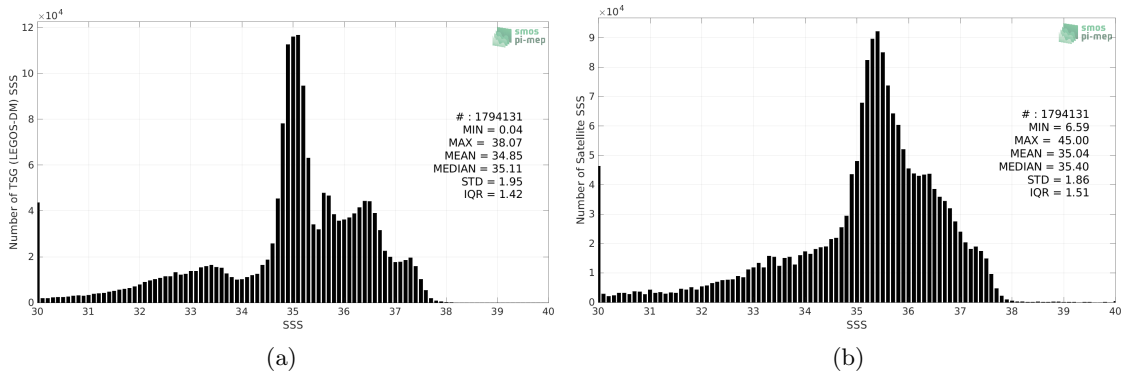 ×10⁴
12
10
8
6
4
2
0
Number of TSG (LEGOS-DM) SSS
smos
pi-mep
# : 1794131
MIN = 0.04
MAX = 38.07
MEAN = 34.85
MEDIAN = 35.11
STD = 1.95
IQR = 1.42
30 31 32 33 34 35 36 37 38 39 40
SSS
(a)
×10⁴
9
8
7
6
5
4
3
2
1
0
Number of Satellite SSS
smos
pi-mep
# : 1794131
MIN = 6.59
MAX = 45.00
MEAN = 35.04
MEDIAN = 35.40
STD = 1.86
IQR = 1.51
30 31 32 33 34 35 36 37 38 39 40
SSS
(b)